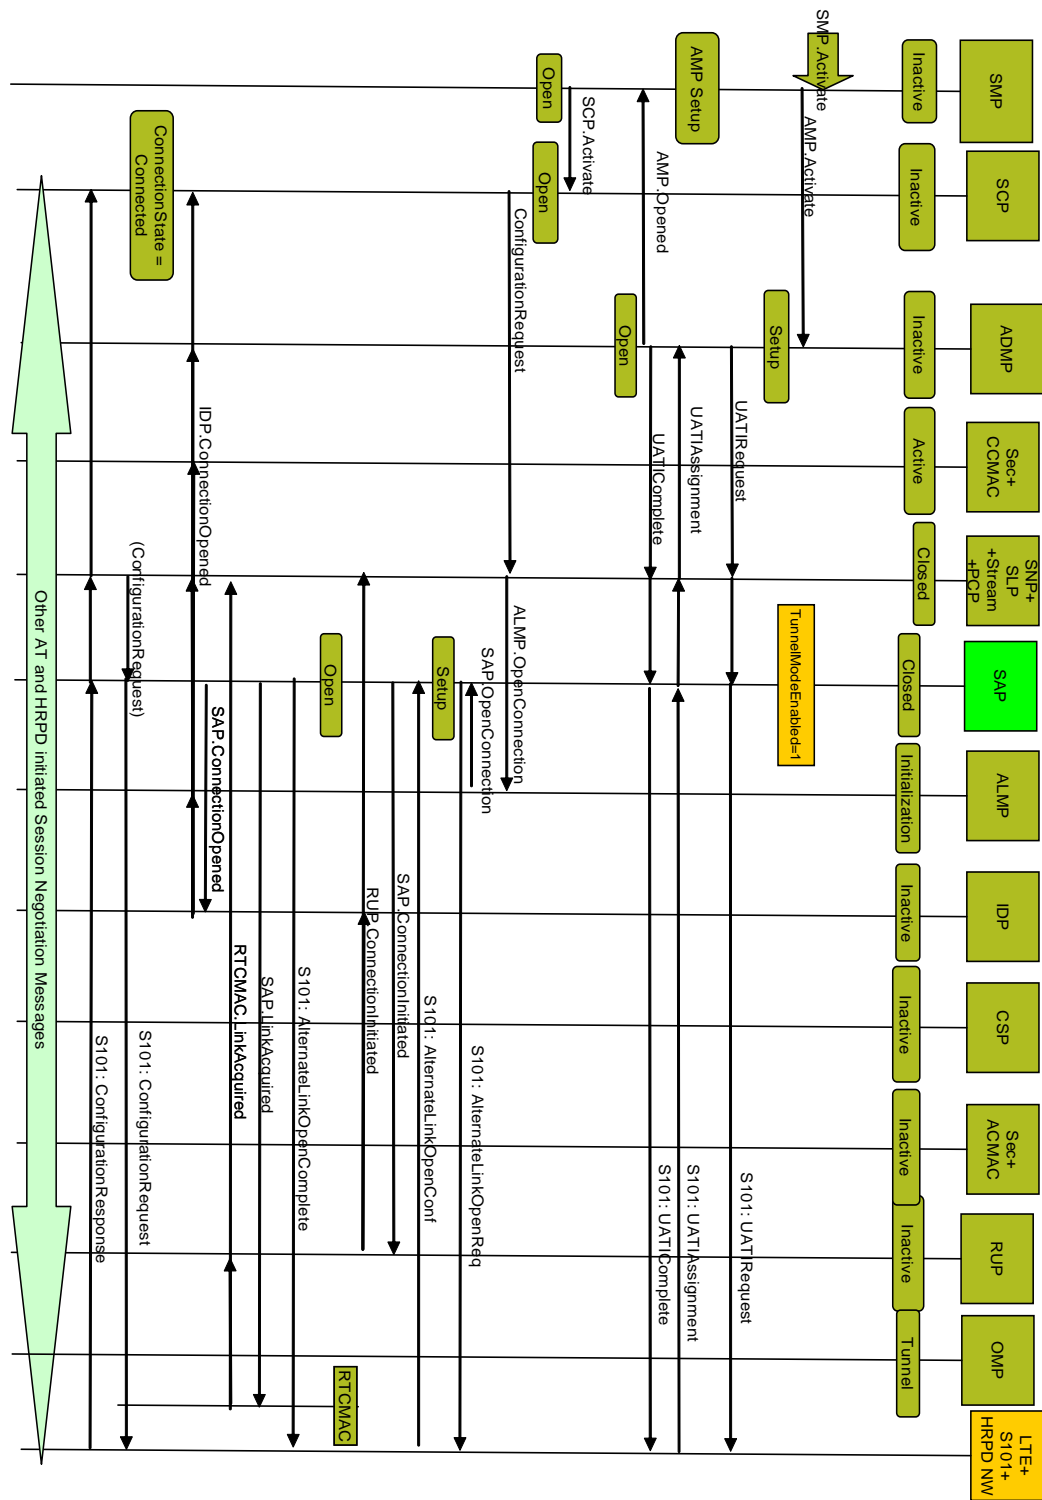 SMP
SCP
ADMP
Sec+
CCMAC
SNP+
SLP
+Stream
+PCP
SAP
ALMP
IDP
CSP
Sec+
ACMAC
RUP
OMP
LTE+
S101+
HRPD NW
Inactive
Inactive
Inactive
Active
Closed
Closed
Initialization
Inactive
Inactive
Inactive
Inactive
Tunnel
SMP.Activate
AMP.Activate
Setup
TunnelModeEnabled=1
UATIRequest
S101: UATIRequest
AMP Setup
UATIAssignment
S101: UATIAssignment
AMP.Opened
UATIComplete
S101: UATIComplete
Open
SCP.Activate
Open
Open
ConfigurationRequest
ALMP.OpenConnection
SAP.OpenConnection
S101: AlternateLinkOpenReq
Setup
S101: AlternateLinkOpenConf
SAP.ConnectionInitiated
RUP.ConnectionInitiated
RTCMAC
Open
S101: AlternateLinkOpenComplete
SAP.LinkAcquired
RTCMAC.LinkAcquired
SAP.ConnectionOpened
IDP.ConnectionOpened
ConnectionState =
Connected
(ConfigurationRequest)
S101: ConfigurationRequest
S101: ConfigurationResponse
Other AT and HRPD initiated Session Negotiation Messages